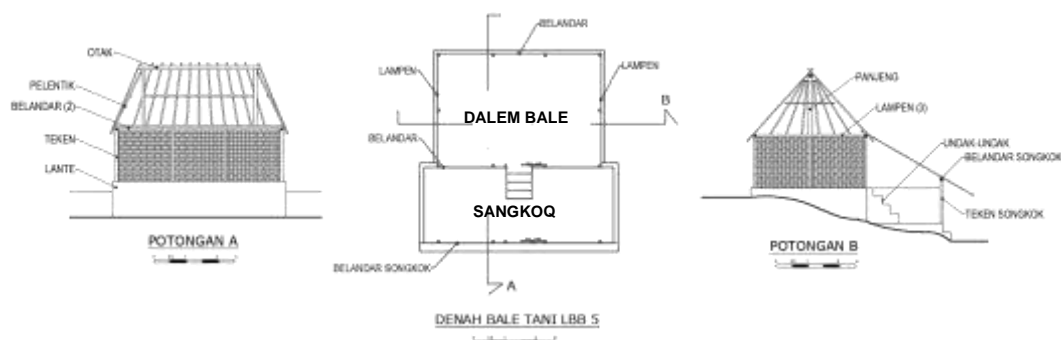 OTAK
PELENTIK
BELANDAR (2)
TEKEN
LANTE
POTONGAN A
BELANDAR
LAMPEN
LAMPEN
B
DALEM BALE
BELANDAR
SANGKOQ
BELANDAR SONGKOK
A
DENAH BALE TANI LBB 5
PANJENG
LAMPEN (3)
UNDAK-UNDAK
BELANDAR SONGKOK
TEKEN SONGKOK
POTONGAN B